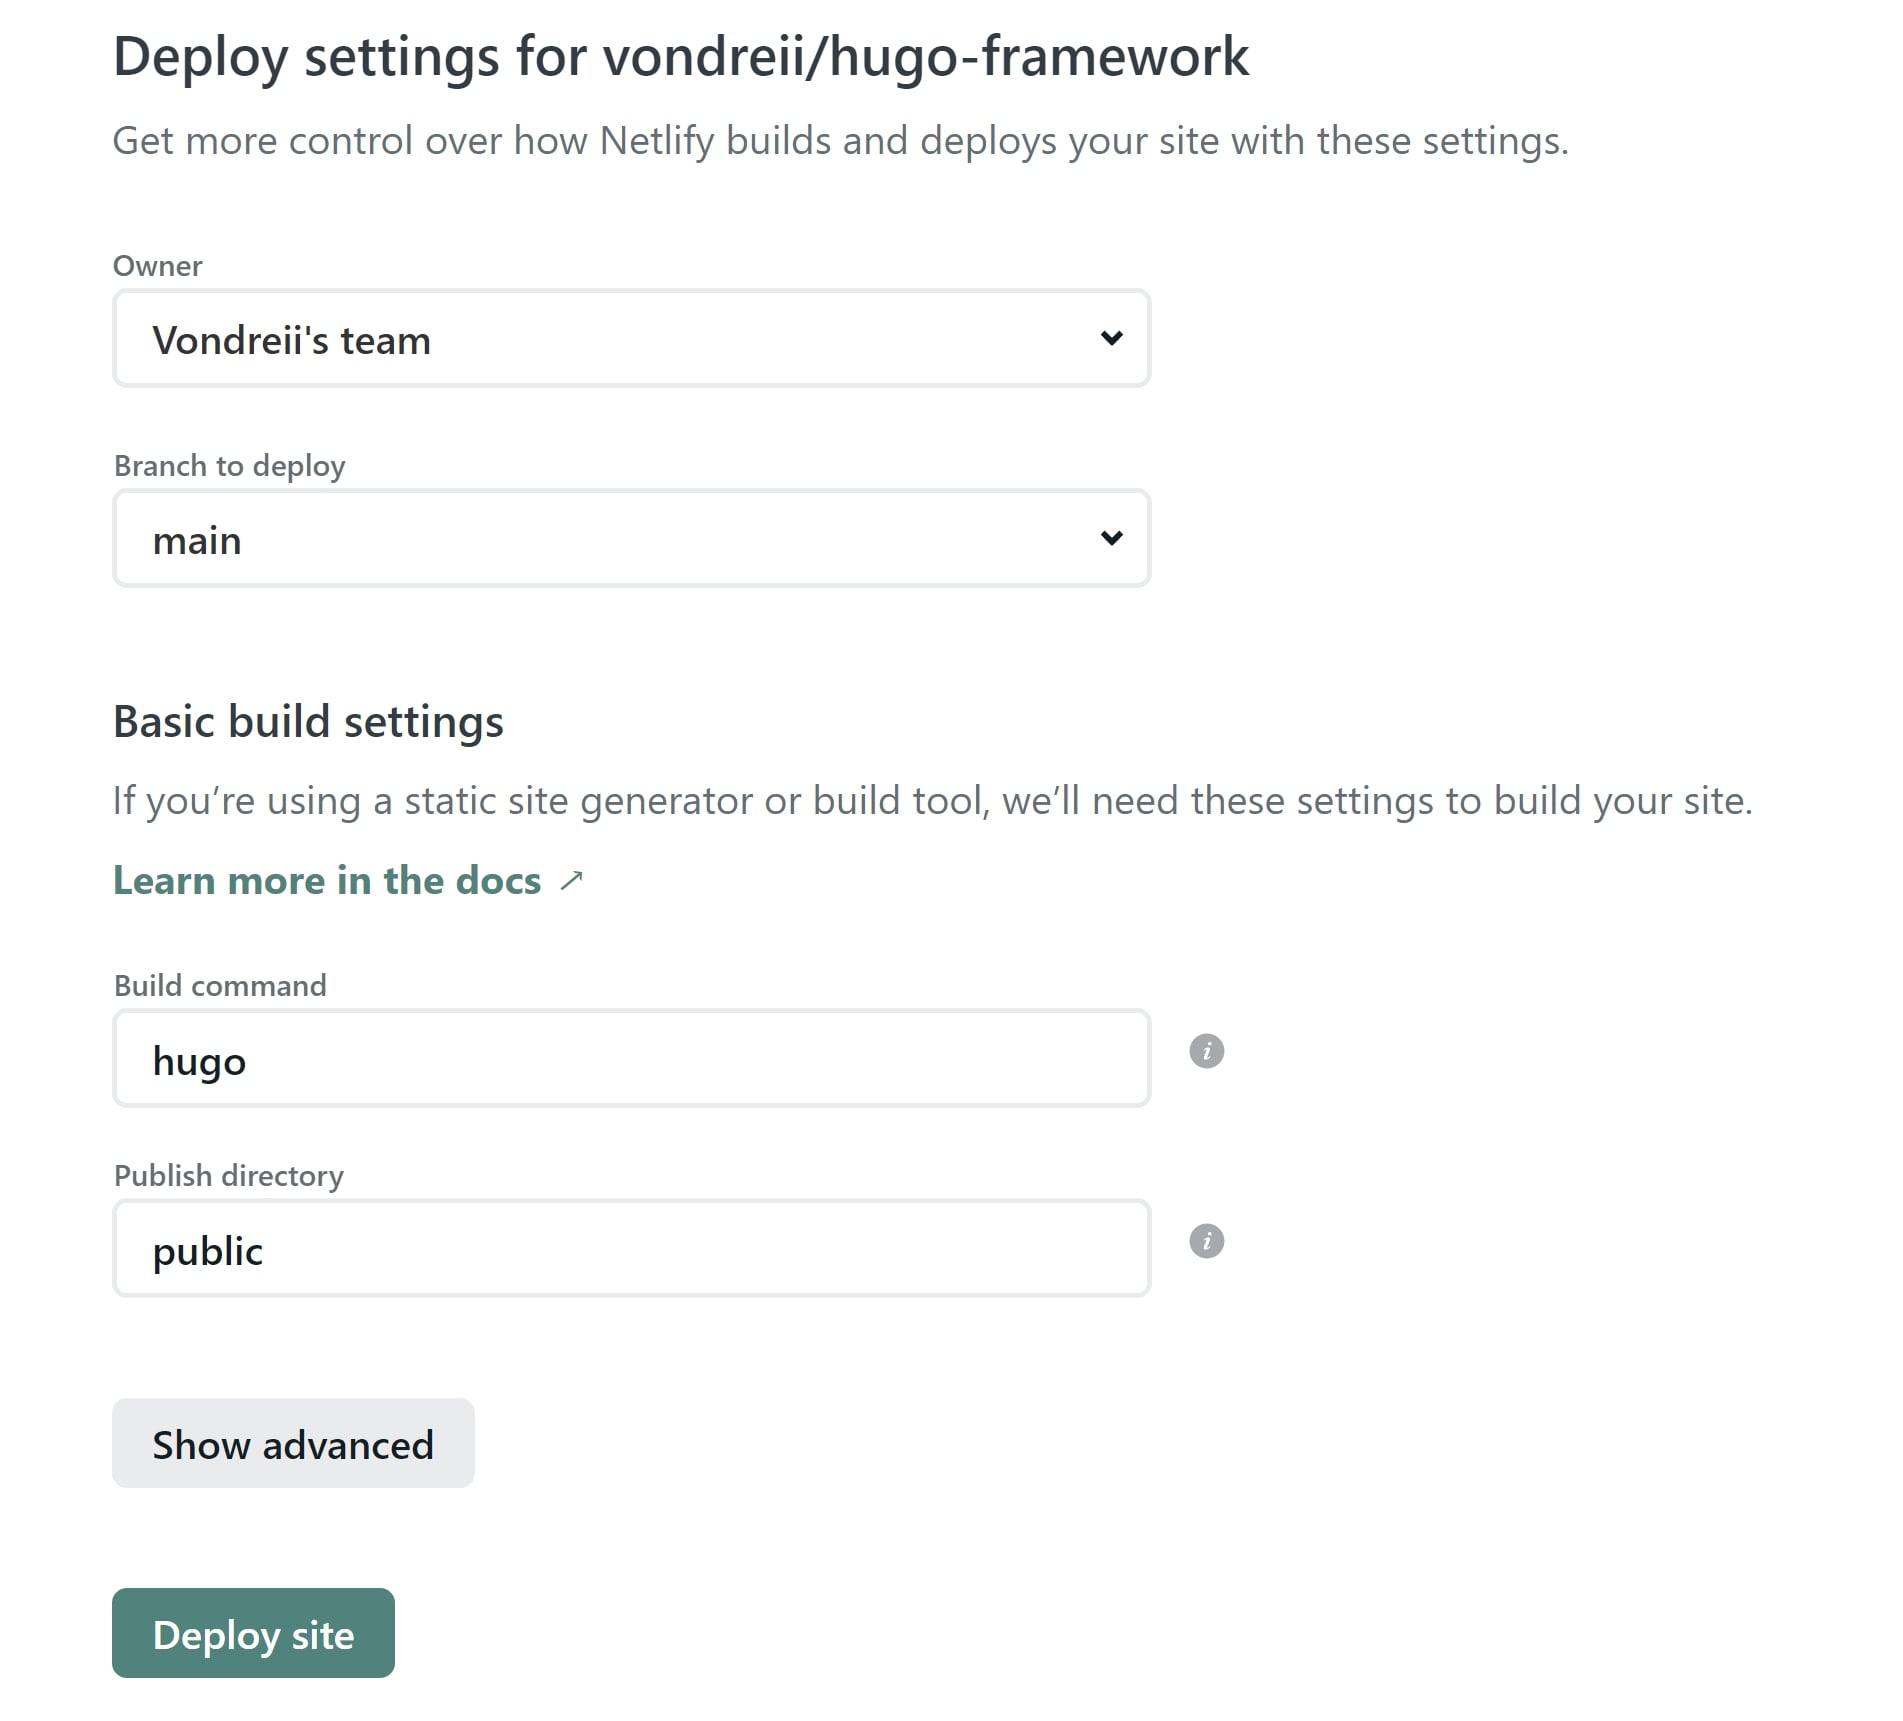 Deploy settings for vondreii/hugo-framework
Get more control over how Netlify builds and deploys your site with these settings.
Owner
Vondreii's team
Branch to deploy
main
Basic build settings
If you’re using a static site generator or build tool, we’ll need these settings to build your site.
Learn more in the docs ↗
Build command
hugo
i
Publish directory
public
i
Show advanced
Deploy site